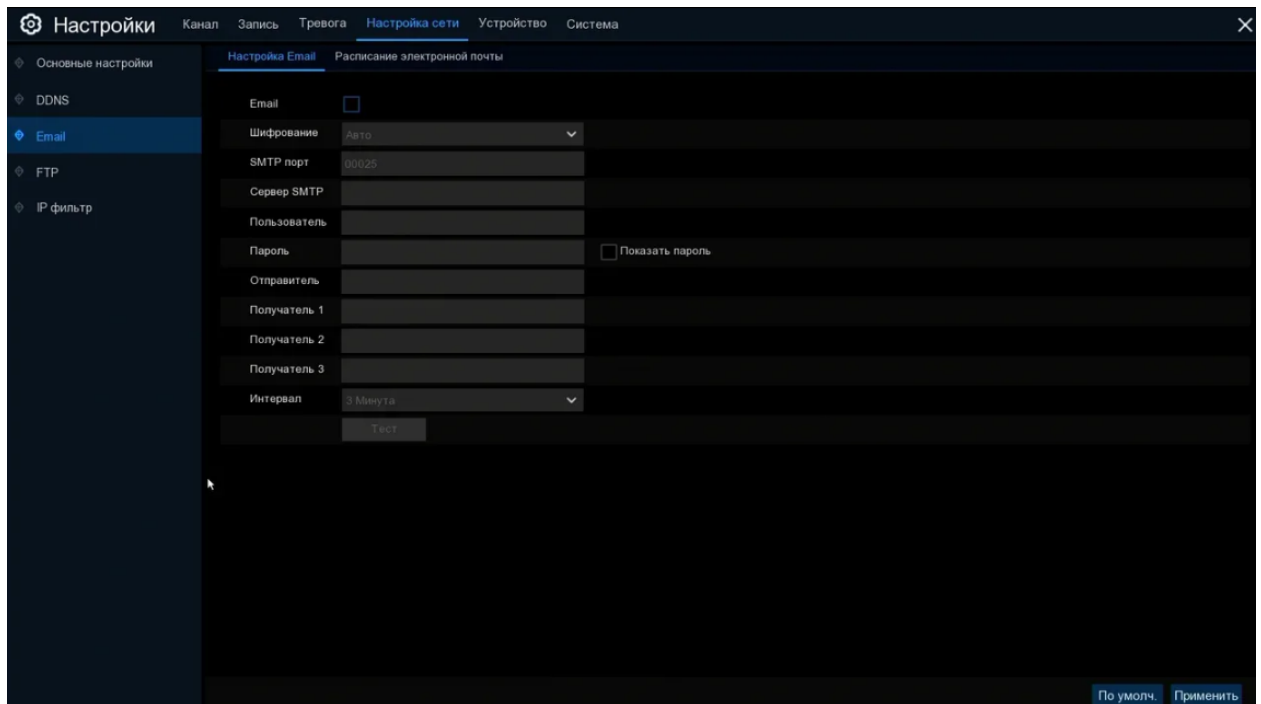 Настройки Канал Запись Тревога Настройка сети Устройство Система
Основные настройки
DDNS
Email
FTP
IP фильтр
Настройка Email Расписание электронной почты
Email
Шифрование Авто
SMTP порт 00025
Сервер SMTP
Пользователь
Пароль Показать пароль
Отправитель
Получатель 1
Получатель 2
Получатель 3
Интервал 3 Минута
Тест
По умолч. Применить